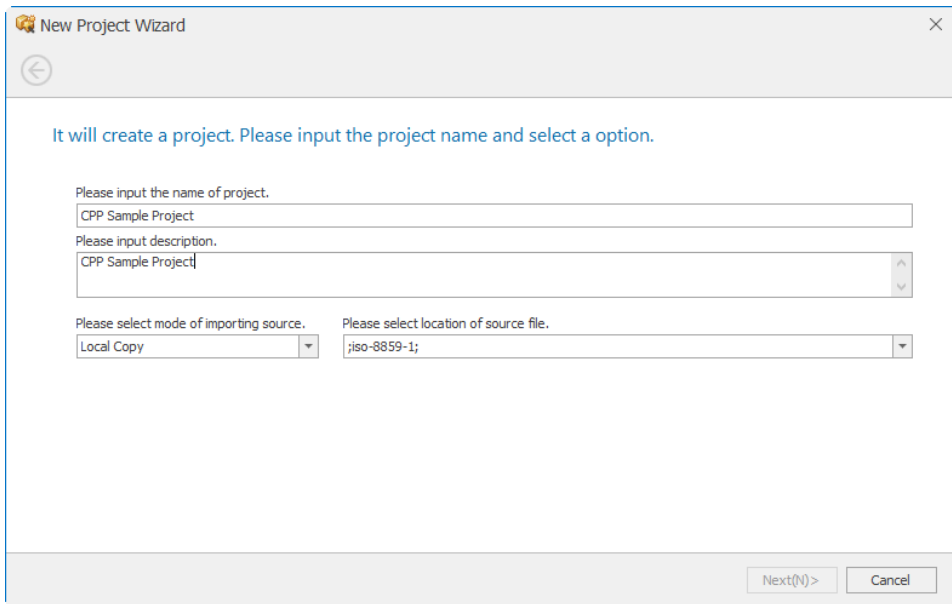 New Project Wizard
It will create a project. Please input the project name and select a option.
Please input the name of project.
CPP Sample Project
Please input description.
CPP Sample Project
Please select mode of importing source. Please select location of source file.
Local Copy ;iso-8859-1;
Next(N)> Cancel